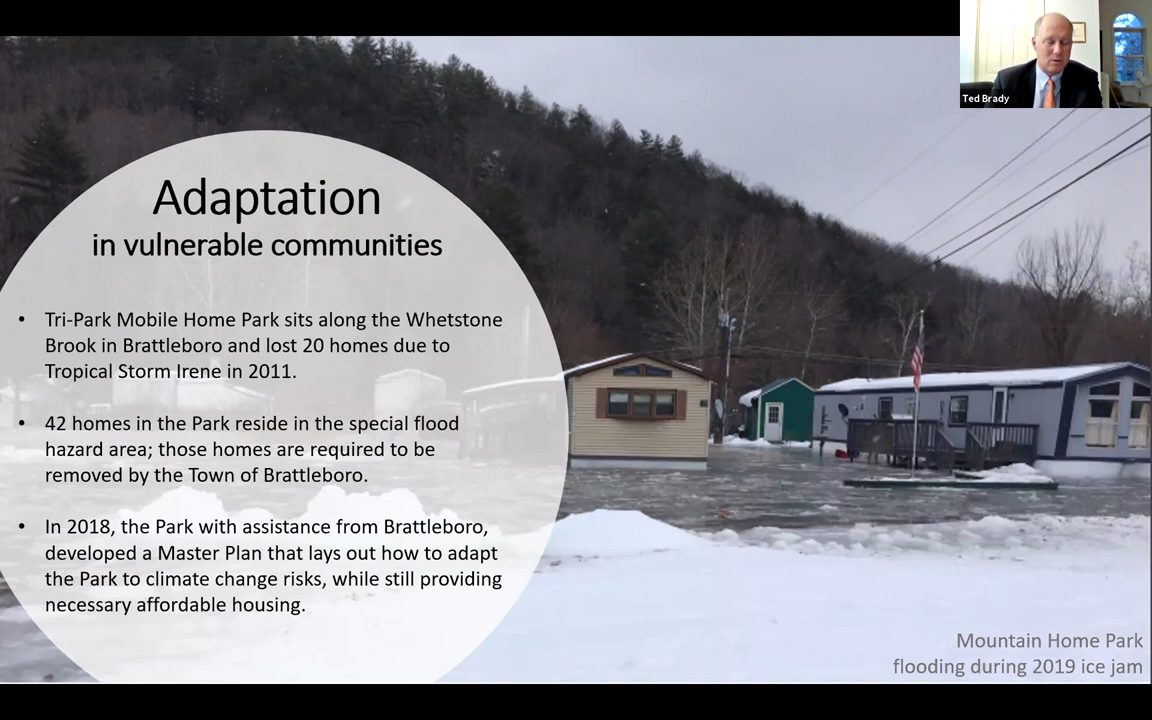 Ted Brady
Adaptation
in vulnerable communities
• Tri-Park Mobile Home Park sits along the Whetstone
Brook in Brattleboro and lost 20 homes due to
Tropical Storm Irene in 2011.
• 42 homes in the Park reside in the special flood
hazard area; those homes are required to be
removed by the Town of Brattleboro.
• In 2018, the Park with assistance from Brattleboro,
developed a Master Plan that lays out how to adapt
the Park to climate change risks, while still providing
necessary affordable housing.
Mountain Home Park
flooding during 2019 ice jam